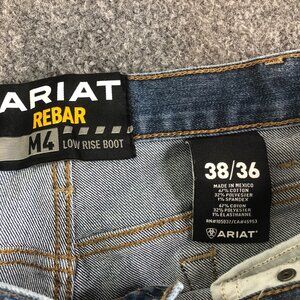 ARIAT
REBAR
M4
LOW RISE BOOT
38/36
MADE IN MEXICO
67% COTTON
32% POLYESTER
1% SPANDEX
67% COTON
32% POLYESTER
1% ELASTHANNE
ARIAT